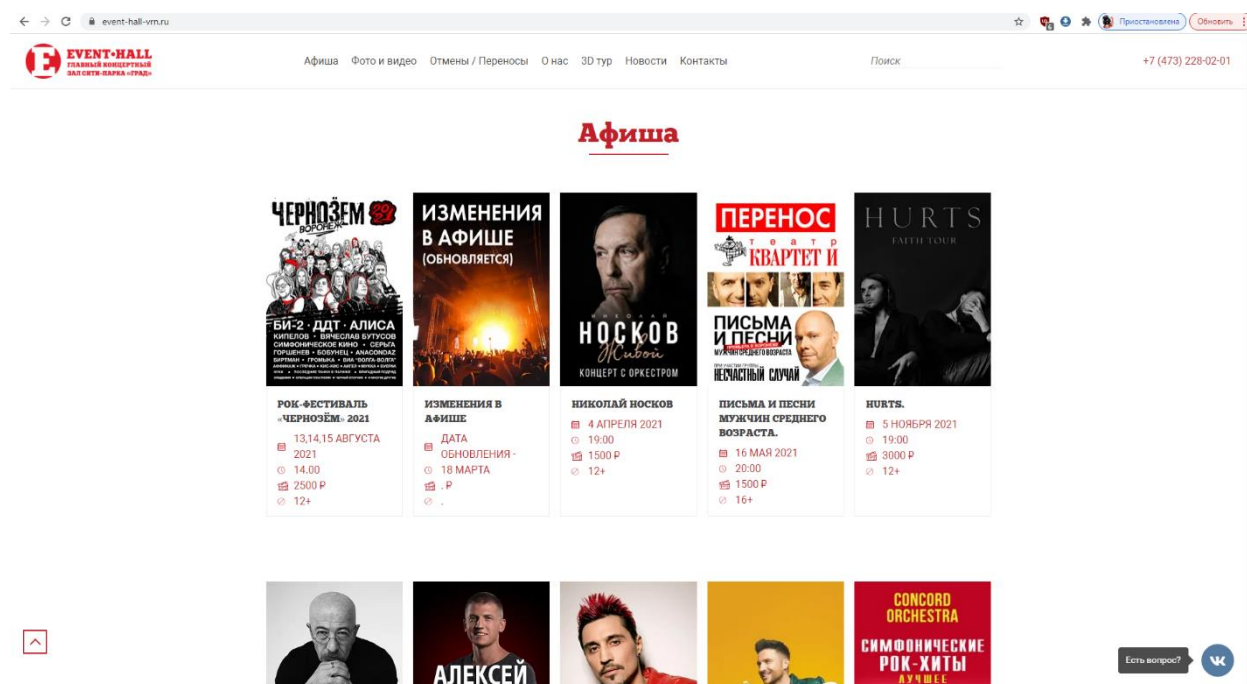 event-hall-vrn.ru
Приостановлена
Обновить
EVENT•HALL
ГЛАВНЫЙ КОНЦЕРТНЫЙ
ЗАЛ СИТИ-ПАРКА «ГРАД»
Афиша Фото и видео Отмены / Переносы О нас 3D тур Новости Контакты
Поиск
+7 (473) 228-02-01
Афиша
ЧЕРНОЗЁМ 2021
ВОРОНЕЖ
БИ-2 • ДДТ • АЛИСА
КИПЕЛОВ • ВЯЧЕСЛАВ БУТУСОВ
СИМФОНИЧЕСКОЕ КИНО • СЕРЬГА
ГОРШЕНЕВ • БОБУНЕЦ • ANACONDAZ
БИРТМАН • ГРОМЫКА • ВИА "ВОЛГА-ВОЛГА"
РОК-ФЕСТИВАЛЬ
«ЧЕРНОЗЁМ» 2021
13,14,15 АВГУСТА
2021
14.00
2500 ₽
12+
ИЗМЕНЕНИЯ
В АФИШЕ
(ОБНОВЛЯЕТСЯ)
ИЗМЕНЕНИЯ В
АФИШЕ
ДАТА
ОБНОВЛЕНИЯ -
18 МАРТА
. ₽
.
НИКОЛАЙ
НОСКОВ
Живой
КОНЦЕРТ С ОРКЕСТРОМ
НИКОЛАЙ НОСКОВ
4 АПРЕЛЯ 2021
19:00
1500 ₽
12+
ПЕРЕНОС
театр
КВАРТЕТ И
ПИСЬМА
И ПЕСНИ
МУЖЧИН СРЕДНЕГО ВОЗРАСТА
НЕСЧАСТНЫЙ СЛУЧАЙ
ПИСЬМА И ПЕСНИ
МУЖЧИН СРЕДНЕГО
ВОЗРАСТА.
16 МАЯ 2021
20:00
1500 ₽
16+
HURTS
FAITH TOUR
HURTS.
5 НОЯБРЯ 2021
19:00
3000 ₽
12+
АЛЕКСЕЙ
CONCORD
ORCHESTRA
СИМФОНИЧЕСКИЕ
РОК-ХИТЫ
ЛУЧШЕЕ
Есть вопрос?